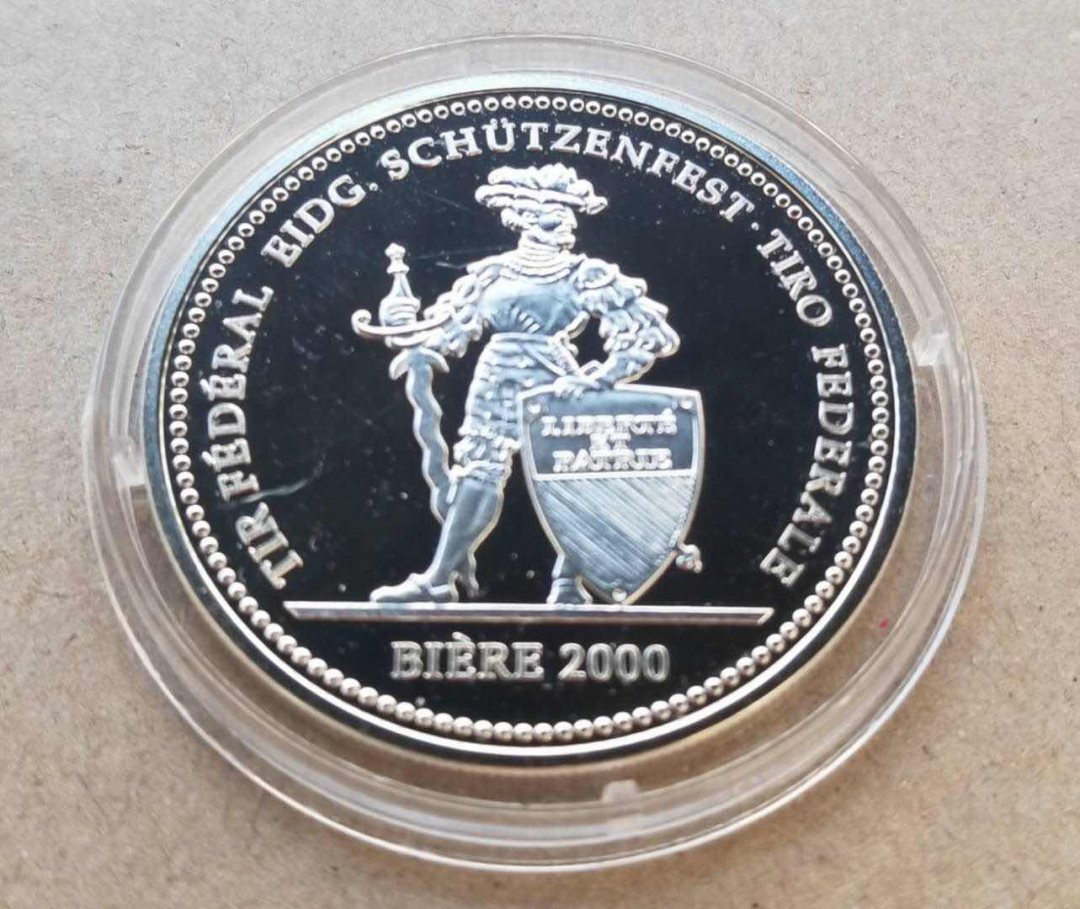 TIR FÉDÉRAL EIDG. SCHÜTZENFEST · TIRO FEDERALE
LIBERTÉ
ET
PATRIE
BIÈRE 2000